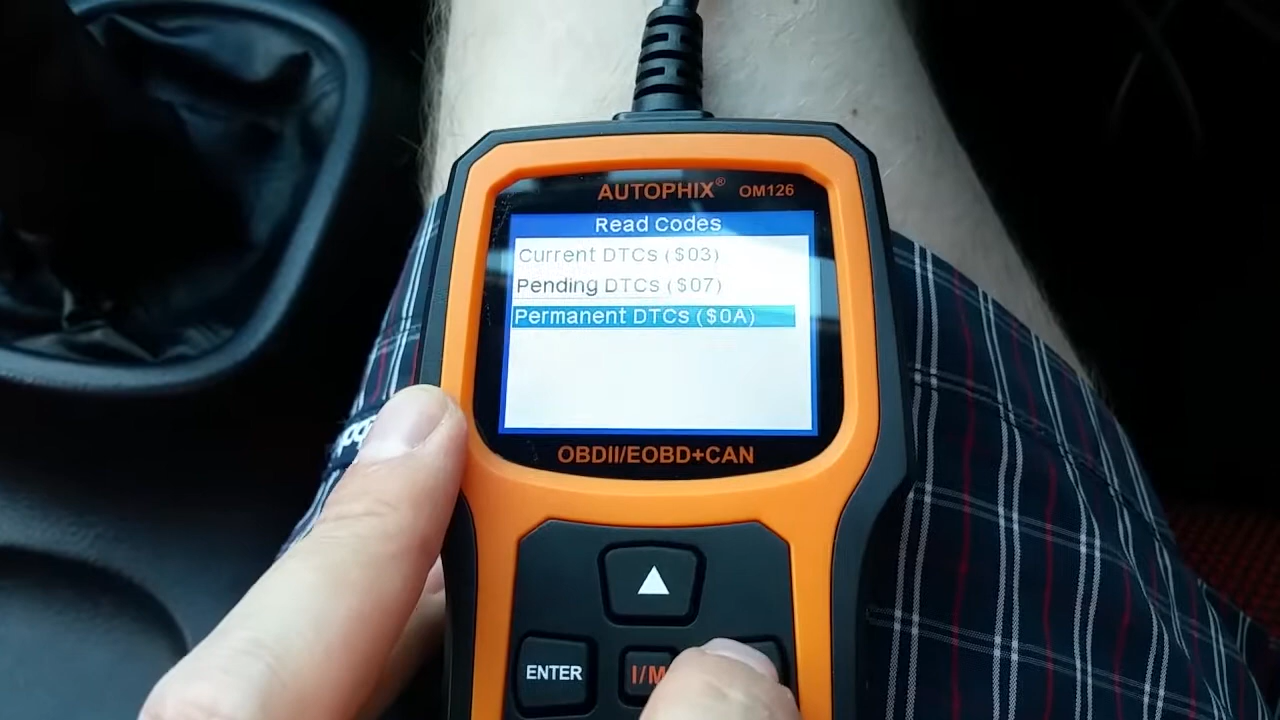 AUTOPHIX® OM126
Read Codes
Current DTCs ($03)
Pending DTCs ($07)
Permanent DTCs ($0A)
OBDII/EOBD+CAN
ENTER
I/M